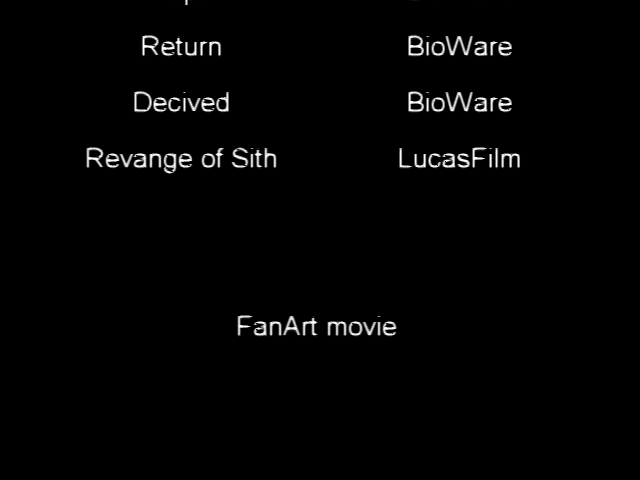 Return BioWare
Decived BioWare
Revange of Sith LucasFilm
FanArt movie